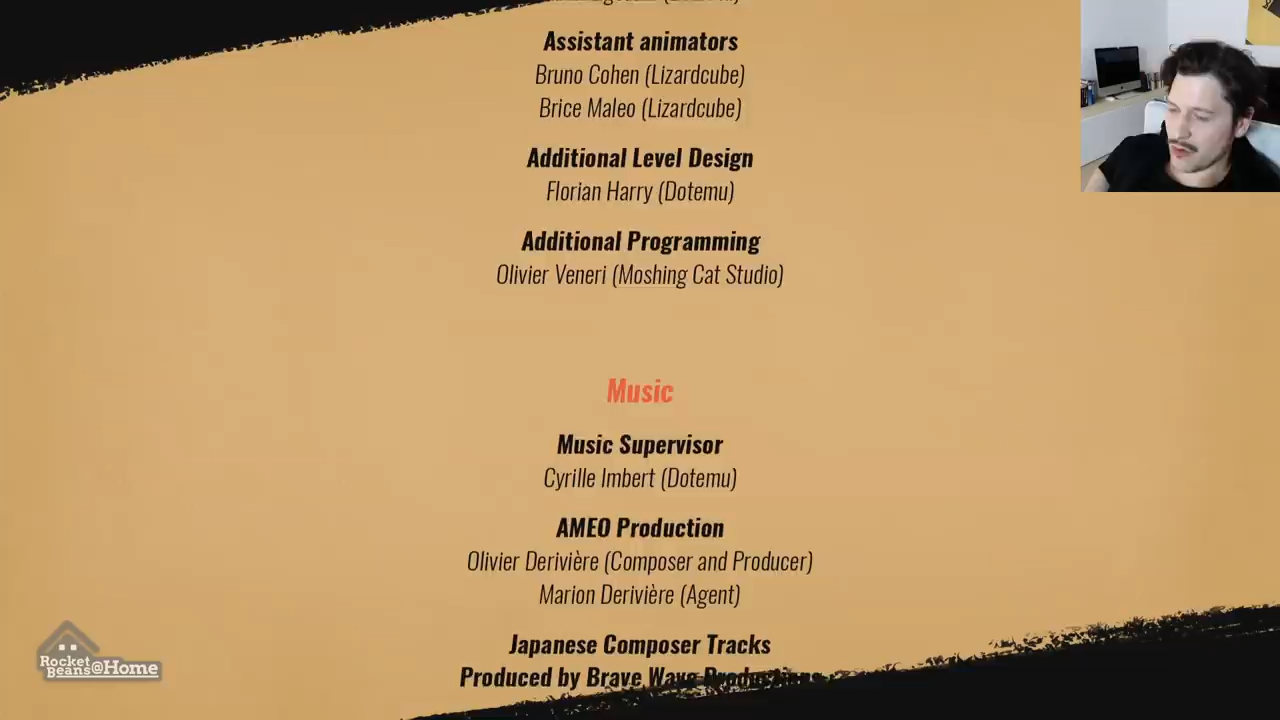 Assistant animators
Bruno Cohen (Lizardcube)
Brice Maleo (Lizardcube)
Additional Level Design
Florian Harry (Dotemu)
Additional Programming
Olivier Veneri (Moshing Cat Studio)
Music
Music Supervisor
Cyrille Imbert (Dotemu)
AMEO Production
Olivier Derivière (Composer and Producer)
Marion Derivière (Agent)
Japanese Composer Tracks
Produced by Brave Wave Productions
Rocket
Beans@Home